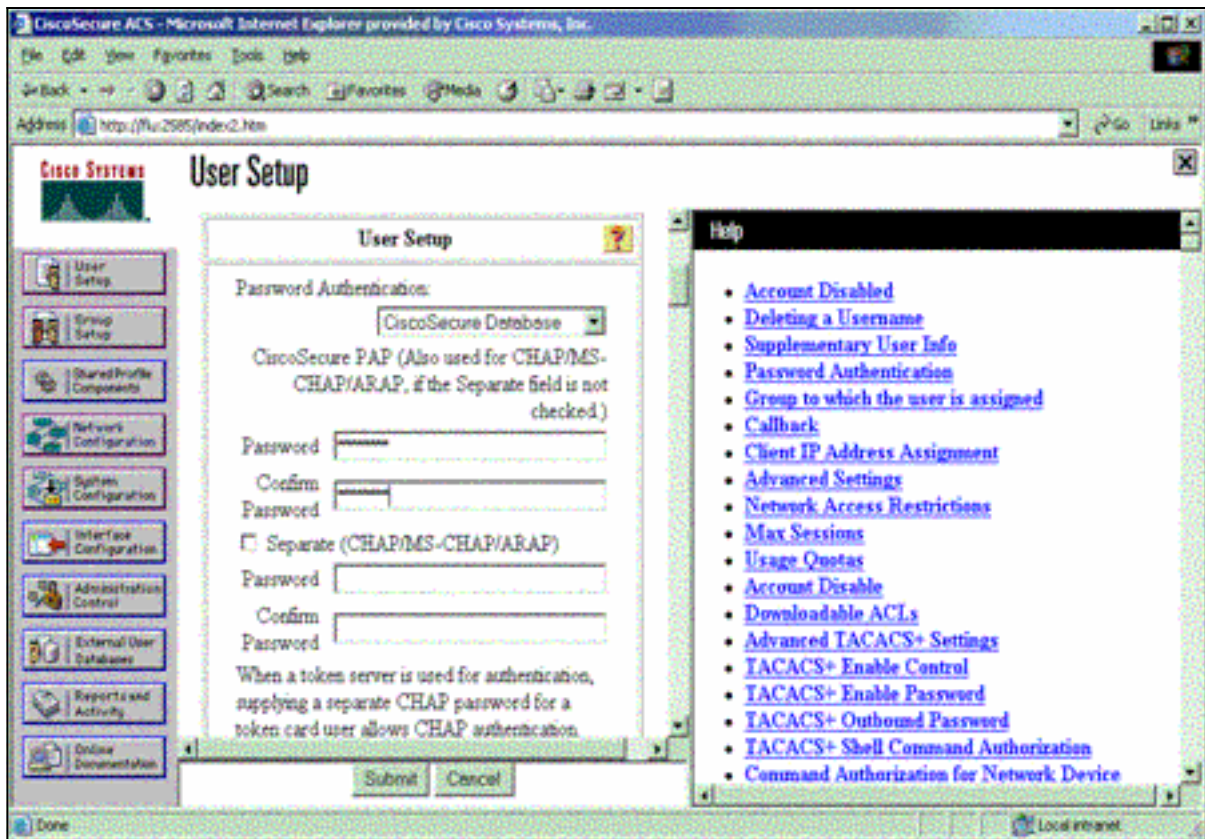 CiscoSecure ACS - Microsoft Internet Explorer provided by Cisco Systems, Inc.
File Edit View Favorites Tools Help
Back Search Favorites Media
Address http://flu:2585/index2.htm Go Links
CISCO SYSTEMS
User Setup
User Setup
Group Setup
Shared Profile Components
Network Configuration
System Configuration
Interface Configuration
Administration Control
External User Databases
Reports and Activity
Online Documentation
User Setup
Password Authentication:
CiscoSecure Database
CiscoSecure PAP (Also used for CHAP/MS-
CHAP/ARAP, if the Separate field is not
checked.)
Password
Confirm
Password
Separate (CHAP/MS-CHAP/ARAP)
Password
Confirm
Password
When a token server is used for authentication,
supplying a separate CHAP password for a
token card user allows CHAP authentication.
Submit Cancel
Help
Account Disabled
Deleting a Username
Supplementary User Info
Password Authentication
Group to which the user is assigned
Callback
Client IP Address Assignment
Advanced Settings
Network Access Restrictions
Max Sessions
Usage Quotas
Account Disable
Downloadable ACLs
Advanced TACACS+ Settings
TACACS+ Enable Control
TACACS+ Enable Password
TACACS+ Outbound Password
TACACS+ Shell Command Authorization
Command Authorization for Network Device
Done Local intranet